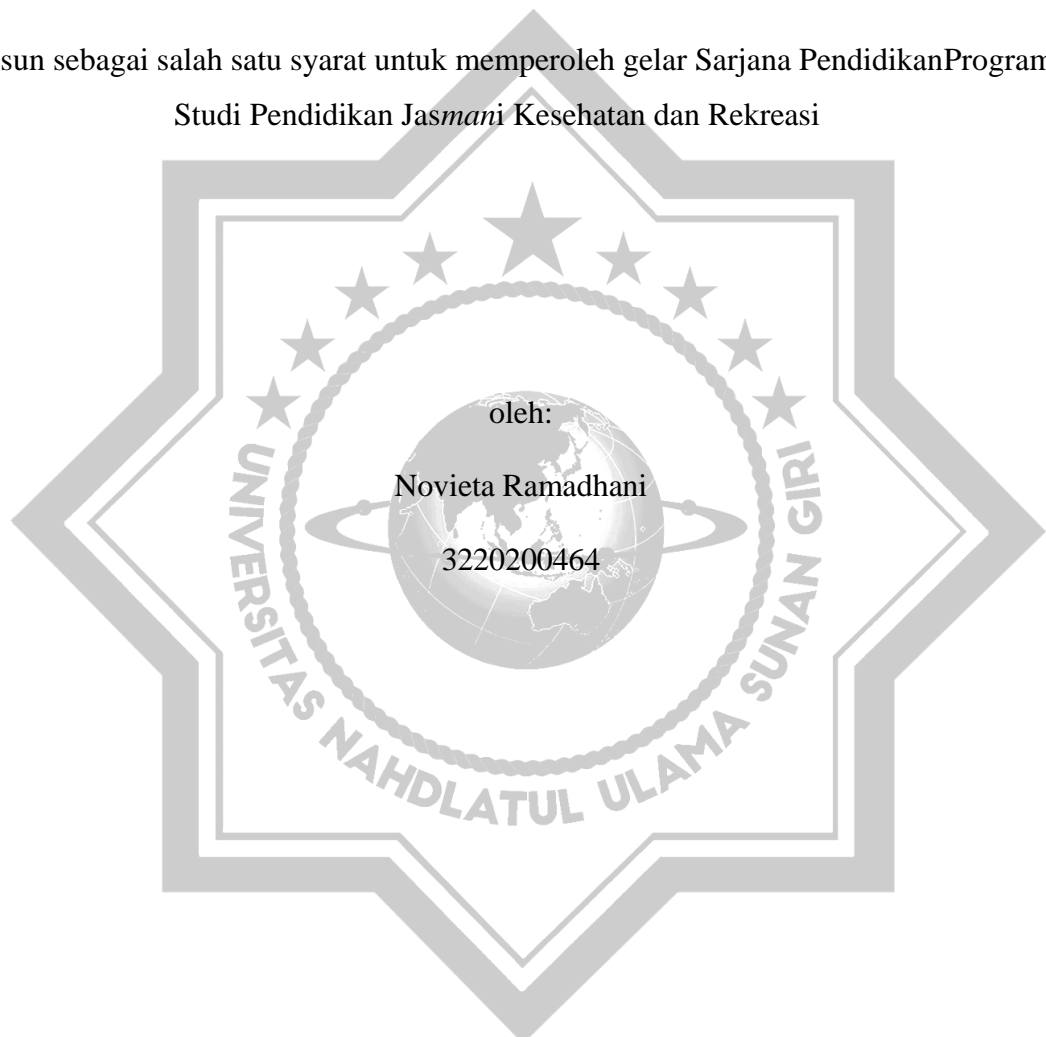 sun sebagai salah satu syarat untuk memperoleh gelar Sarjana PendidikanProgram
Studi Pendidikan Jasmani Kesehatan dan Rekreasi
oleh:
Novieta Ramadhani
3220200464
UNIVERSITAS NAHDLATUL ULAMA SUNAN GIRI